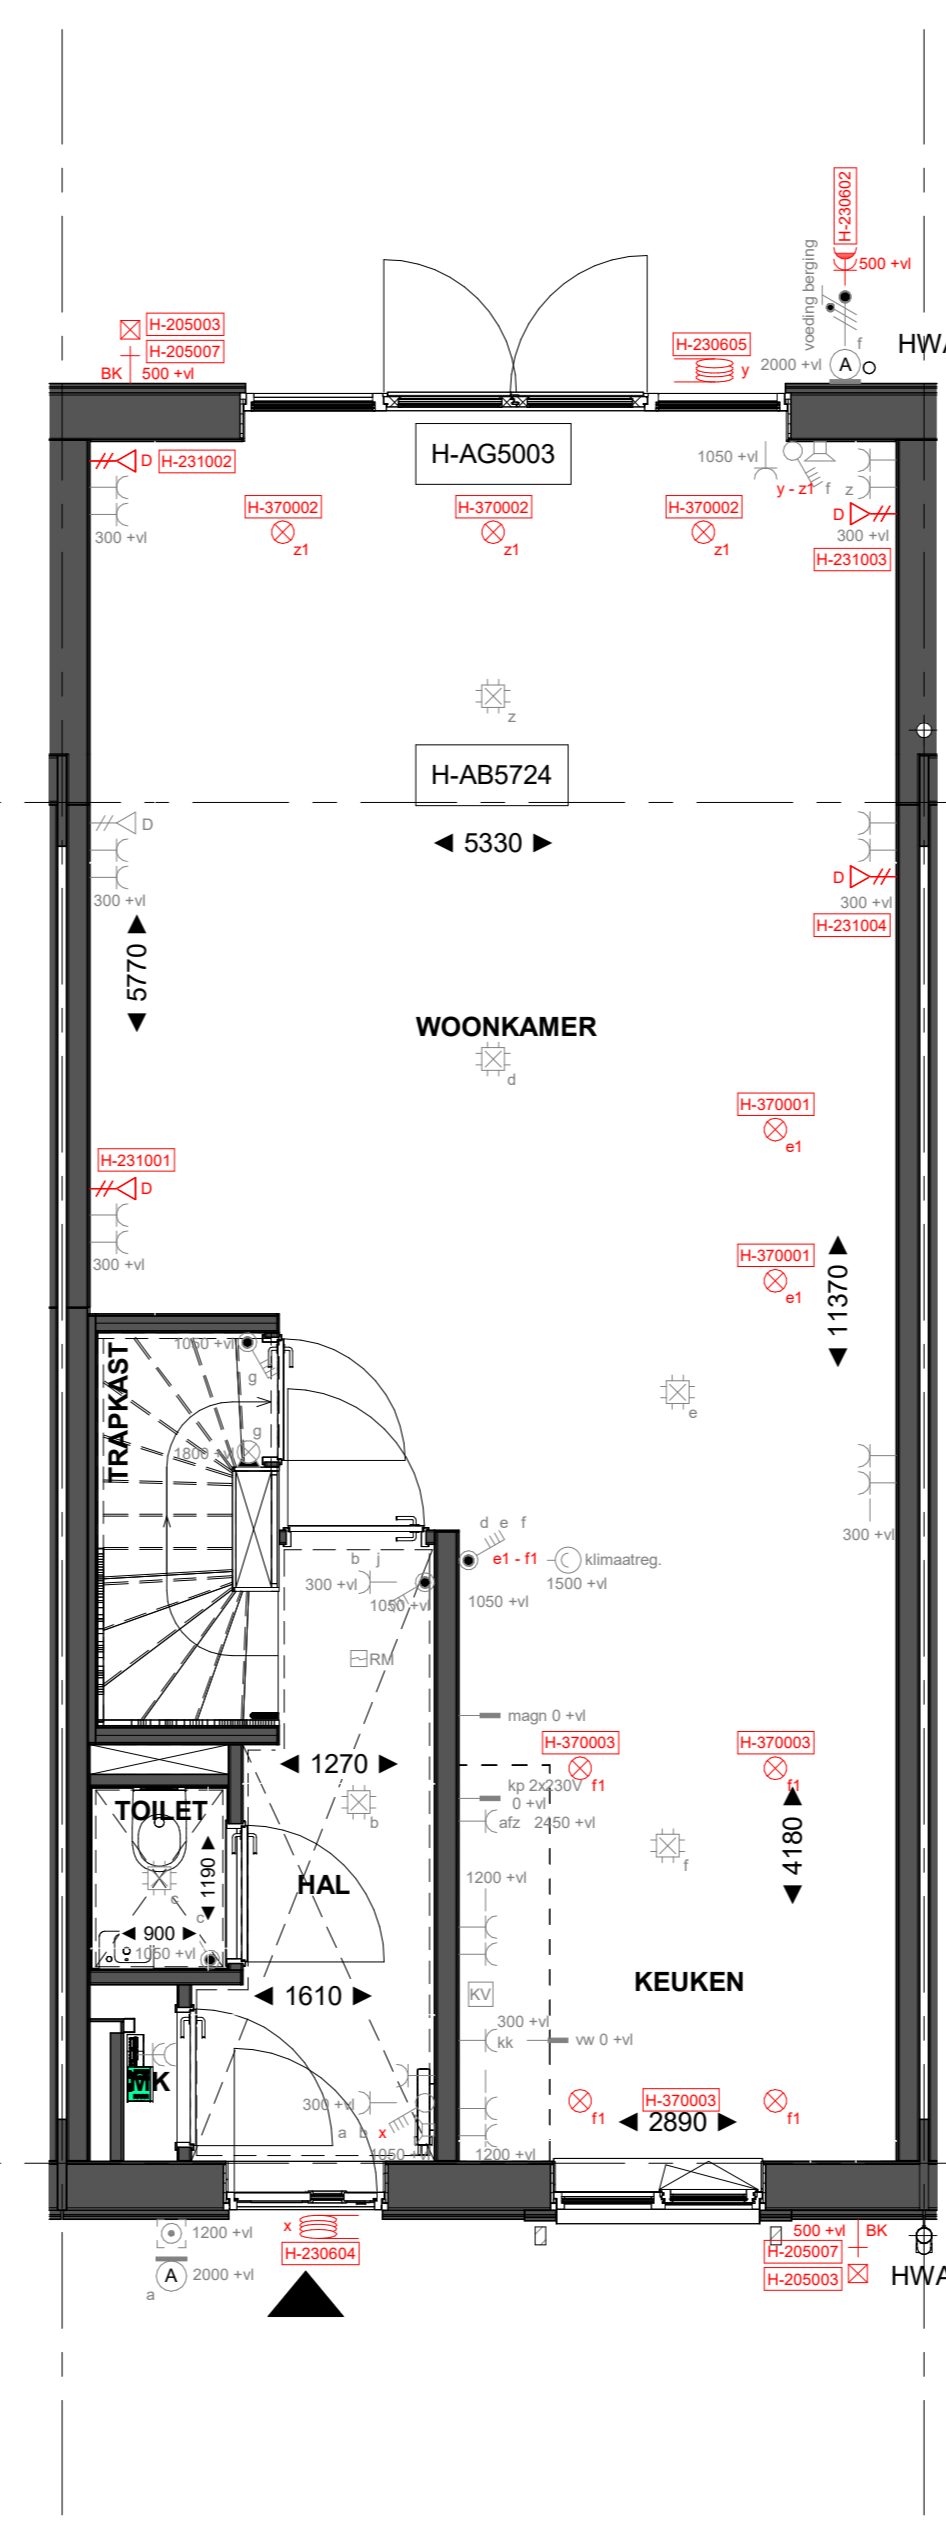 H-230602
500 +vl
voeding berging
f
H-205003
H-205007
BK 500 +vl
H-230605
y
2000 +vl
A
HWA
H-AG5003
D
H-231002
1050 +vl
y - z1 f z
300 +vl
H-370002
z1
H-370002
z1
H-370002
z1
D
300 +vl
H-231003
z
H-AB5724
5330
D
300 +vl
D
300 +vl
H-231004
5770
WOONKAMER
d
H-370001
e1
H-231001
D
300 +vl
H-370001
e1
11370
TRAPKAST
1050 +vl
g
g
1800 +vl
e
300 +vl
d e f
e1 - f1
klimaatreg.
1500 +vl
1050 +vl
b j
300 +vl
1050 +vl
RM
magn 0 +vl
H-370003
f1
H-370003
f1
1270
kp 2x230V
0 +vl
afz 2450 +vl
b
4180
f
TOILET
1190
c
c
900
1050 +vl
HAL
1200 +vl
KEUKEN
1610
KV
300 +vl
kk
vw 0 +vl
MK
300 +vl
a b x
1050 +vl
1200 +vl
f1
H-370003
f1
2890
1200 +vl
A
2000 +vl
a
x
H-230604
500 +vl BK
H-205007
H-205003
HWA